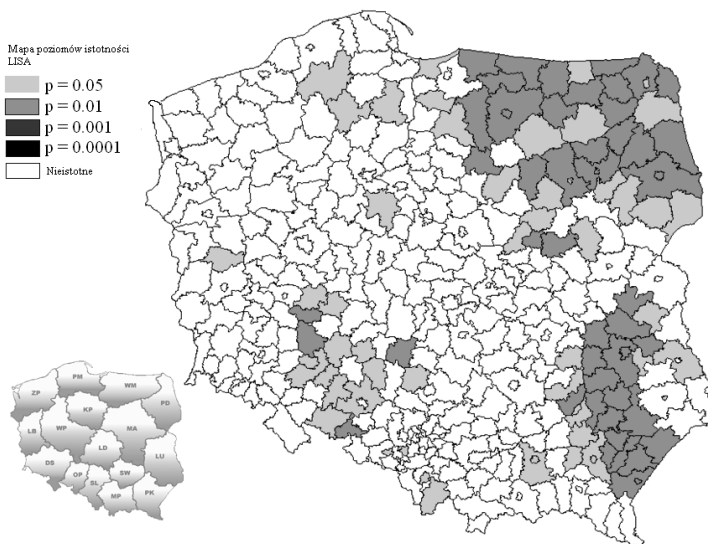 Mapa poziomów istotności
LISA
p = 0.05
p = 0.01
p = 0.001
p = 0.0001
Nieistotne
PM
ZP
WM
PD
KP
LB
WP
MA
LD
DS
LU
OP
SW
SL
MP
PK